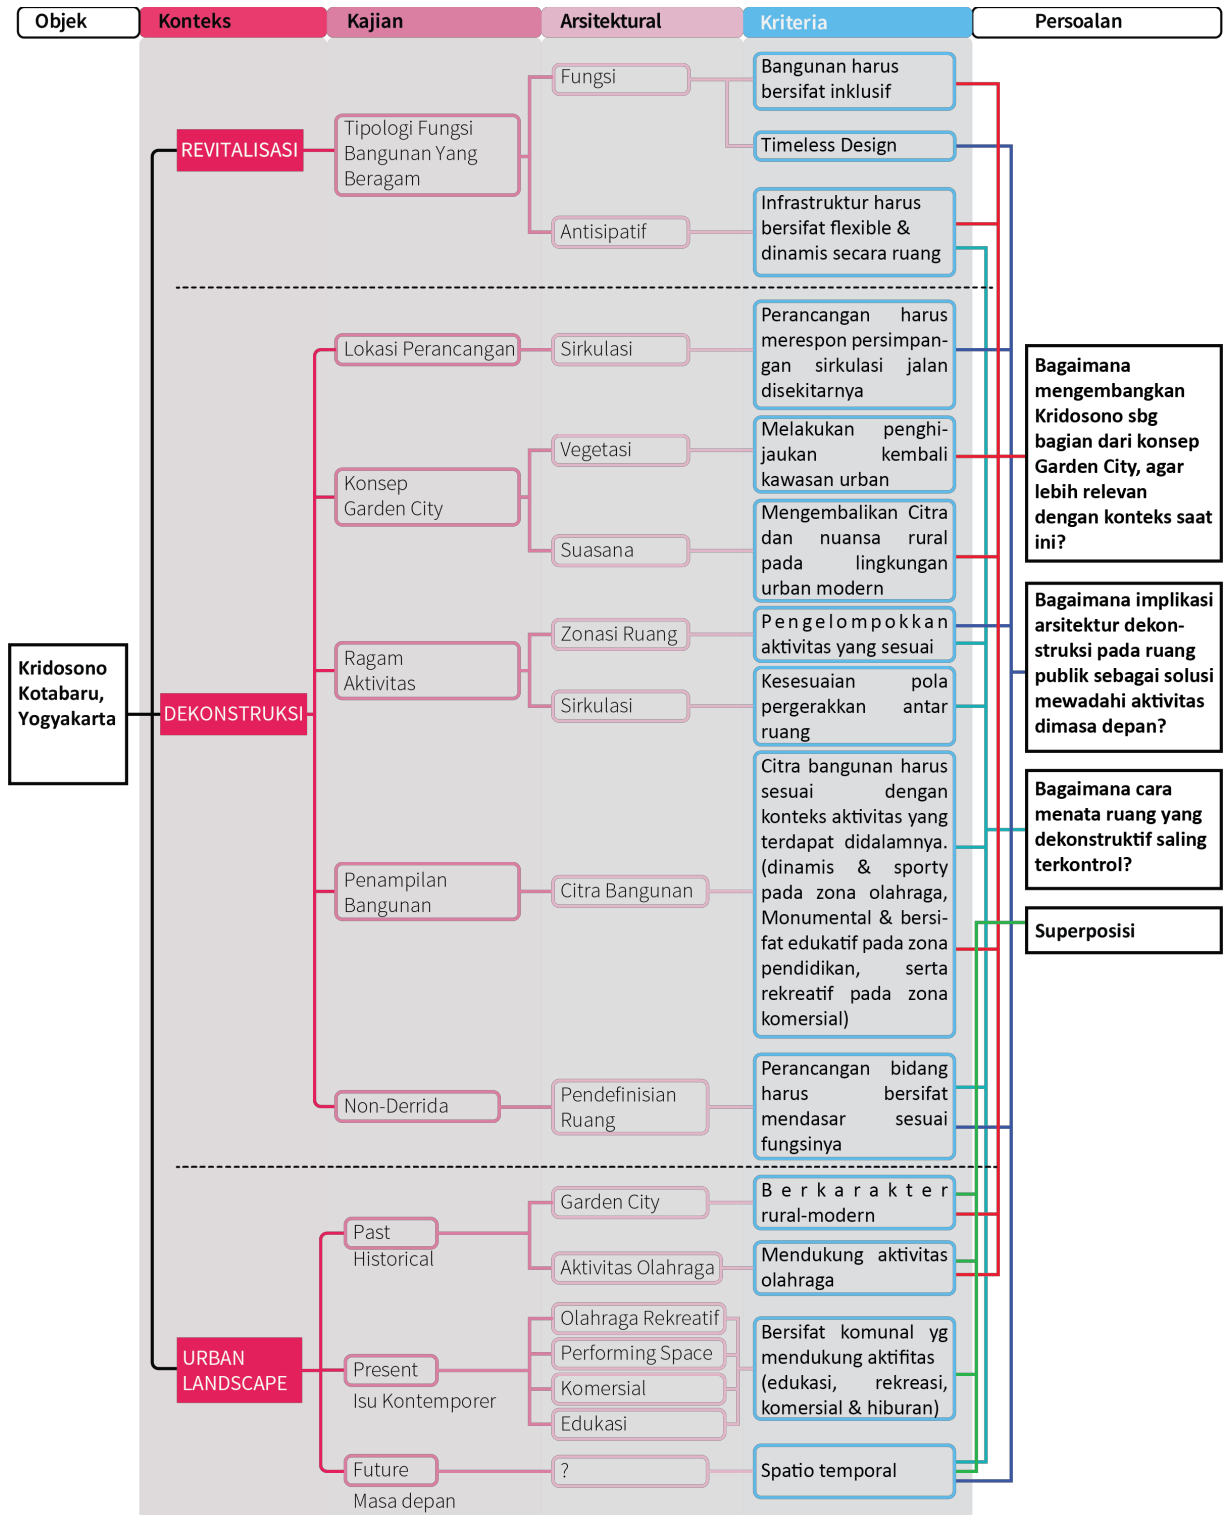 Objek
Konteks
Kajian
Arsitektural
Kriteria
Persoalan
Kridosono
Kotabaru,
Yogyakarta
REVITALISASI
Tipologi Fungsi
Bangunan Yang
Beragam
Fungsi
Bangunan harus
bersifat inklusif
Timeless Design
Antisipatif
Infrastruktur harus
bersifat flexible &
dinamis secara ruang
DEKONSTRUKSI
Lokasi Perancangan
Sirkulasi
Perancangan harus
merespon persimpan-
gan sirkulasi jalan
disekitarnya
Konsep
Garden City
Vegetasi
Melakukan penghi-
jaukan kembali
kawasan urban
Suasana
Mengembalikan Citra
dan nuansa rural
pada lingkungan
urban modern
Ragam
Aktivitas
Zonasi Ruang
Pengelompokkan
aktivitas yang sesuai
Sirkulasi
Kesesuaian pola
pergerakkan antar
ruang
Penampilan
Bangunan
Citra Bangunan
Citra bangunan harus
sesuai dengan
konteks aktivitas yang
terdapat didalamnya.
(dinamis & sporty
pada zona olahraga,
Monumental & bersi-
fat edukatif pada zona
pendidikan, serta
rekreatif pada zona
komersial)
Non-Derrida
Pendefinisian
Ruang
Perancangan bidang
harus bersifat
mendasar sesuai
fungsinya
URBAN
LANDSCAPE
Past
Historical
Garden City
Berkarakter
rural-modern
Aktivitas Olahraga
Mendukung aktivitas
olahraga
Present
Isu Kontemporer
Olahraga Rekreatif
Performing Space
Komersial
Edukasi
Bersifat komunal yg
mendukung aktifitas
(edukasi, rekreasi,
komersial & hiburan)
Future
Masa depan
?
Spatio temporal
Bagaimana
mengembangkan
Kridosono sbg
bagian dari konsep
Garden City, agar
lebih relevan
dengan konteks saat
ini?
Bagaimana implikasi
arsitektur dekon-
struksi pada ruang
publik sebagai solusi
mewadahi aktivitas
dimasa depan?
Bagaimana cara
menata ruang yang
dekonstruktif saling
terkontrol?
Superposisi